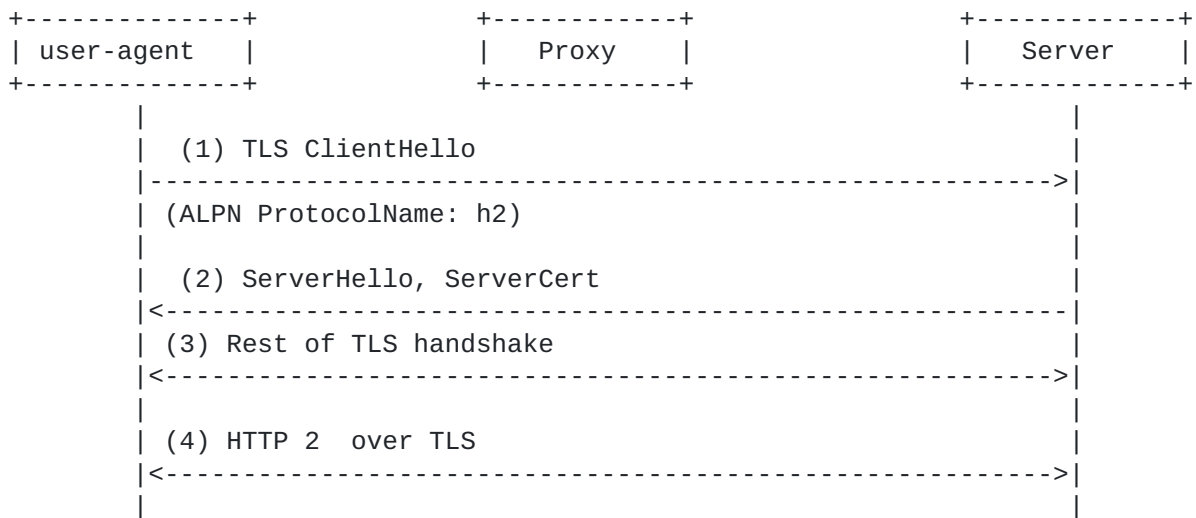 user-agent Proxy Server
(1) TLS ClientHello
(ALPN ProtocolName: h2)
(2) ServerHello, ServerCert
(3) Rest of TLS handshake
(4) HTTP 2  over TLS